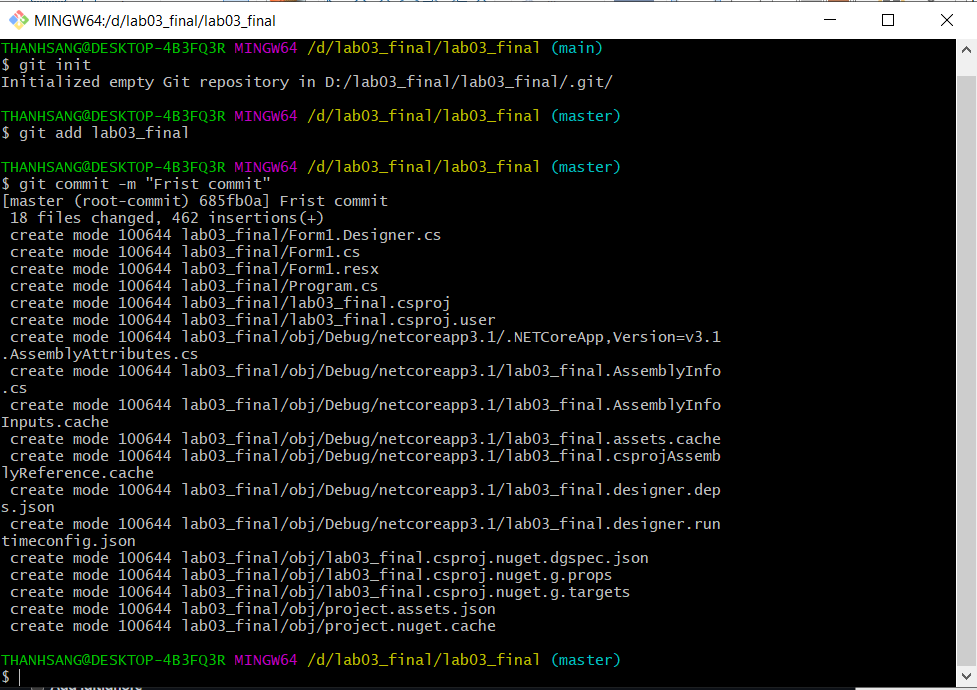 MINGW64:/d/lab03_final/lab03_final
THANHSANG@DESKTOP-4B3FQ3R MINGW64 /d/lab03_final/lab03_final (main)
$ git init
Initialized empty Git repository in D:/lab03_final/lab03_final/.git/
THANHSANG@DESKTOP-4B3FQ3R MINGW64 /d/lab03_final/lab03_final (master)
$ git add lab03_final
THANHSANG@DESKTOP-4B3FQ3R MINGW64 /d/lab03_final/lab03_final (master)
$ git commit -m "Frist commit"
[master (root-commit) 685fb0a] Frist commit
18 files changed, 462 insertions(+)
create mode 100644 lab03_final/Form1.Designer.cs
create mode 100644 lab03_final/Form1.cs
create mode 100644 lab03_final/Form1.resx
create mode 100644 lab03_final/Program.cs
create mode 100644 lab03_final/lab03_final.csproj
create mode 100644 lab03_final/lab03_final.csproj.user
create mode 100644 lab03_final/obj/Debug/netcoreapp3.1/.NETCoreApp,Version=v3.1
.AssemblyAttributes.cs
create mode 100644 lab03_final/obj/Debug/netcoreapp3.1/lab03_final.AssemblyInfo
.cs
create mode 100644 lab03_final/obj/Debug/netcoreapp3.1/lab03_final.AssemblyInfo
Inputs.cache
create mode 100644 lab03_final/obj/Debug/netcoreapp3.1/lab03_final.assets.cache
create mode 100644 lab03_final/obj/Debug/netcoreapp3.1/lab03_final.csprojAssemb
lyReference.cache
create mode 100644 lab03_final/obj/Debug/netcoreapp3.1/lab03_final.designer.dep
s.json
create mode 100644 lab03_final/obj/Debug/netcoreapp3.1/lab03_final.designer.run
timeconfig.json
create mode 100644 lab03_final/obj/lab03_final.csproj.nuget.dgspec.json
create mode 100644 lab03_final/obj/lab03_final.csproj.nuget.g.props
create mode 100644 lab03_final/obj/lab03_final.csproj.nuget.g.targets
create mode 100644 lab03_final/obj/project.assets.json
create mode 100644 lab03_final/obj/project.nuget.cache
THANHSANG@DESKTOP-4B3FQ3R MINGW64 /d/lab03_final/lab03_final (master)
$